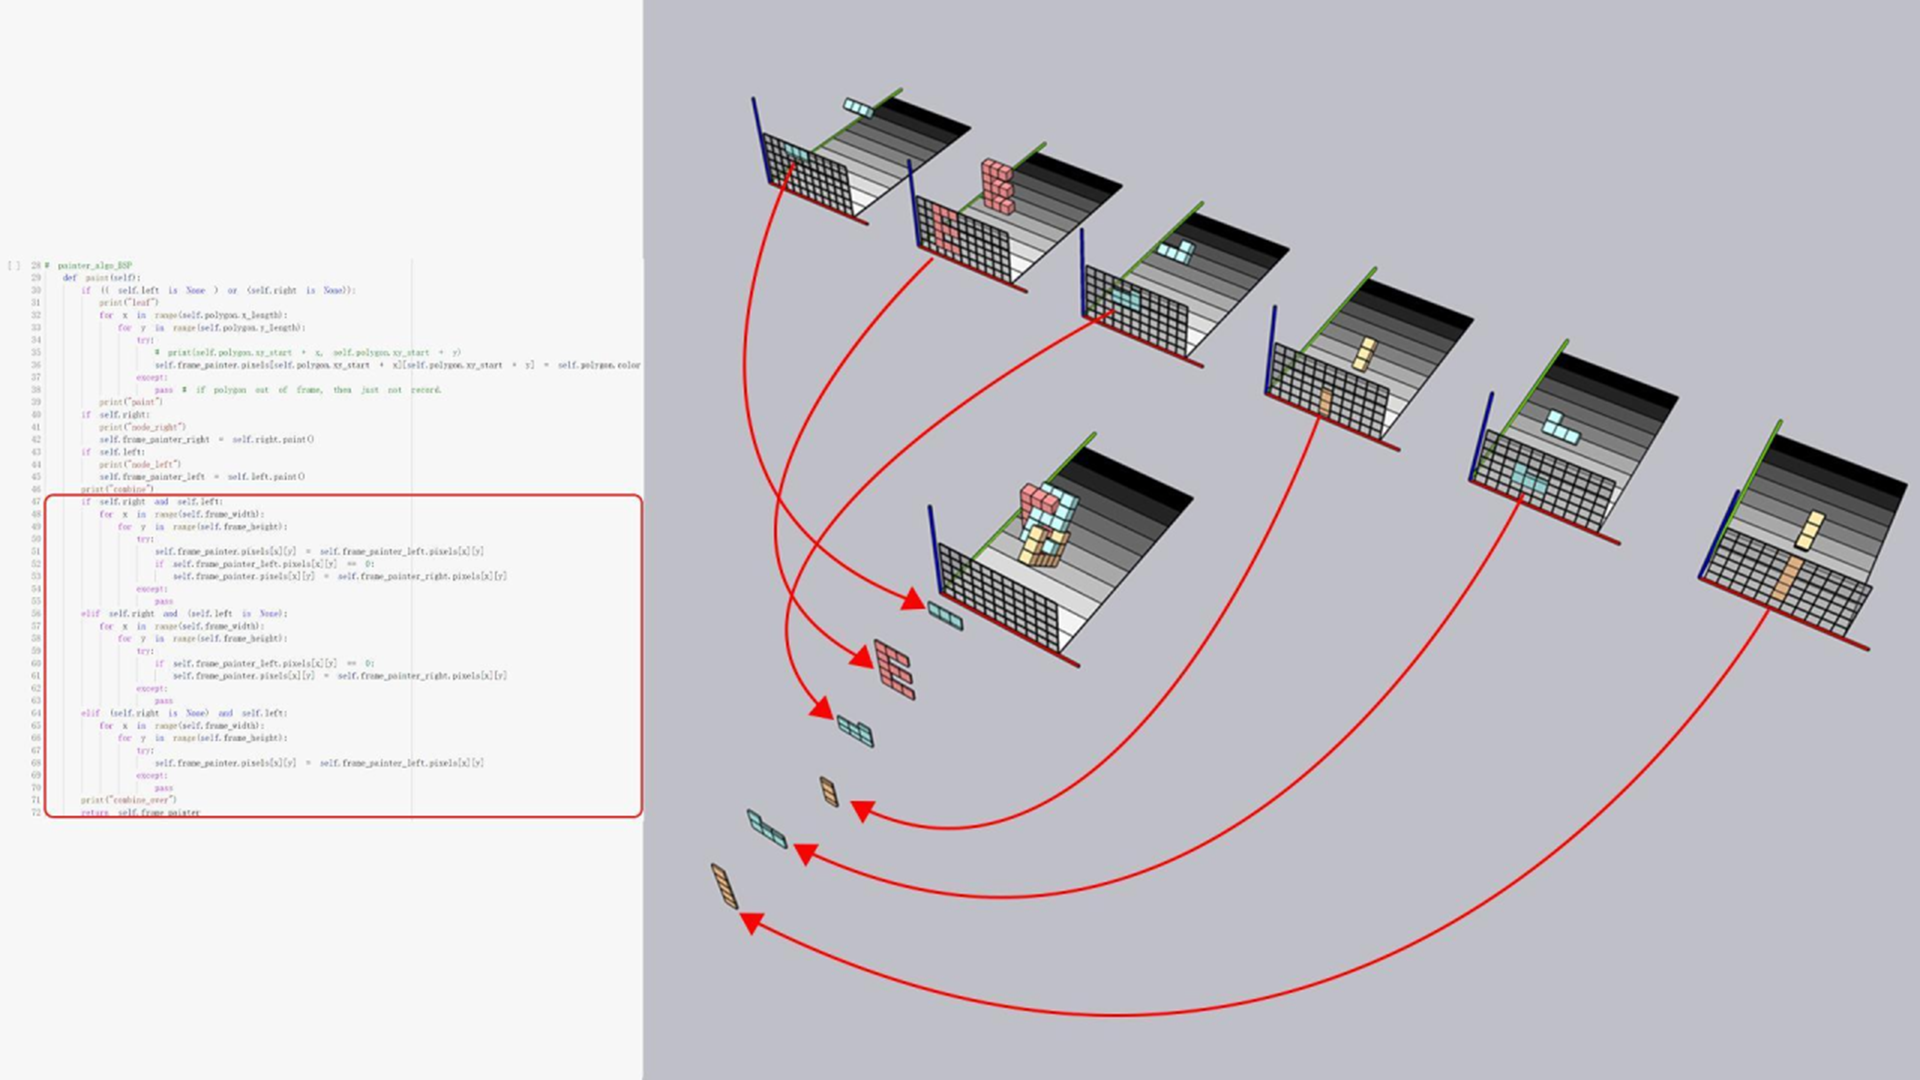 [ ] 28 # painter_algo_BSP
29 def paint(self):
30 if (( self.left is None ) or (self.right is None)):
31 print("leaf")
32 for x in range(self.polygon.x_length):
33 for y in range(self.polygon.y_length):
34 try:
35 # print(self.polygon.xy_start + x, self.polygon.xy_start + y)
36 self.frame_painter.pixels[self.polygon.xy_start + x][self.polygon.xy_start + y] = self.polygon.color
37 except:
38 pass # if polygon out of frame, then just not record.
39 print("paint")
40 if self.right:
41 print("node_right")
42 self.frame_painter_right = self.right.paint()
43 if self.left:
44 print("node_left")
45 self.frame_painter_left = self.left.paint()
46 print("combine")
47 if self.right and self.left:
48 for x in range(self.frame_width):
49 for y in range(self.frame_height):
50 try:
51 self.frame_painter.pixels[x][y] = self.frame_painter_left.pixels[x][y]
52 if self.frame_painter_left.pixels[x][y] == 0:
53 self.frame_painter.pixels[x][y] = self.frame_painter_right.pixels[x][y]
54 except:
55 pass
56 elif self.right and (self.left is None):
57 for x in range(self.frame_width):
58 for y in range(self.frame_height):
59 try:
60 if self.frame_painter_left.pixels[x][y] == 0:
61 self.frame_painter.pixels[x][y] = self.frame_painter_right.pixels[x][y]
62 except:
63 pass
64 elif (self.right is None) and self.left:
65 for x in range(self.frame_width):
66 for y in range(self.frame_height):
67 try:
68 self.frame_painter.pixels[x][y] = self.frame_painter_left.pixels[x][y]
69 except:
70 pass
71 print("combine_over")
72 return self.frame_painter